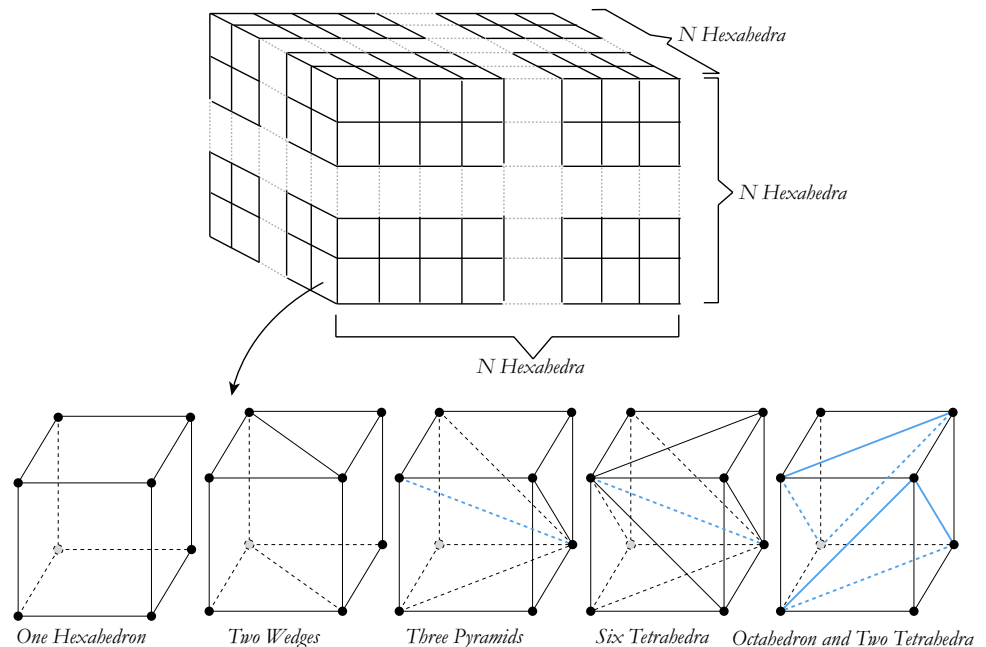 N Hexahedra
N Hexahedra
N Hexahedra
One Hexahedron
Two Wedges
Three Pyramids
Six Tetrahedra
Octahedron and Two Tetrahedra